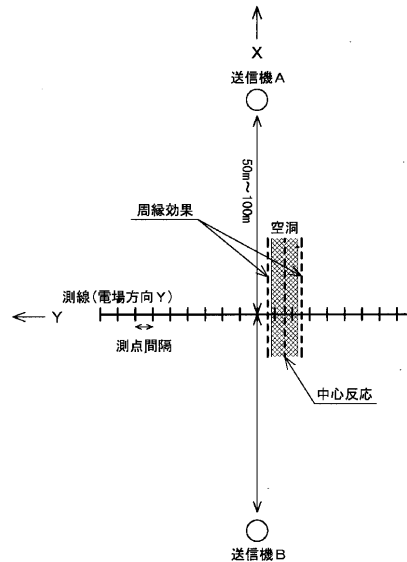 X
送信機A
50m～100m
周縁効果
空洞
測線(電場方向Y)
Y
測点間隔
中心反応
送信機B